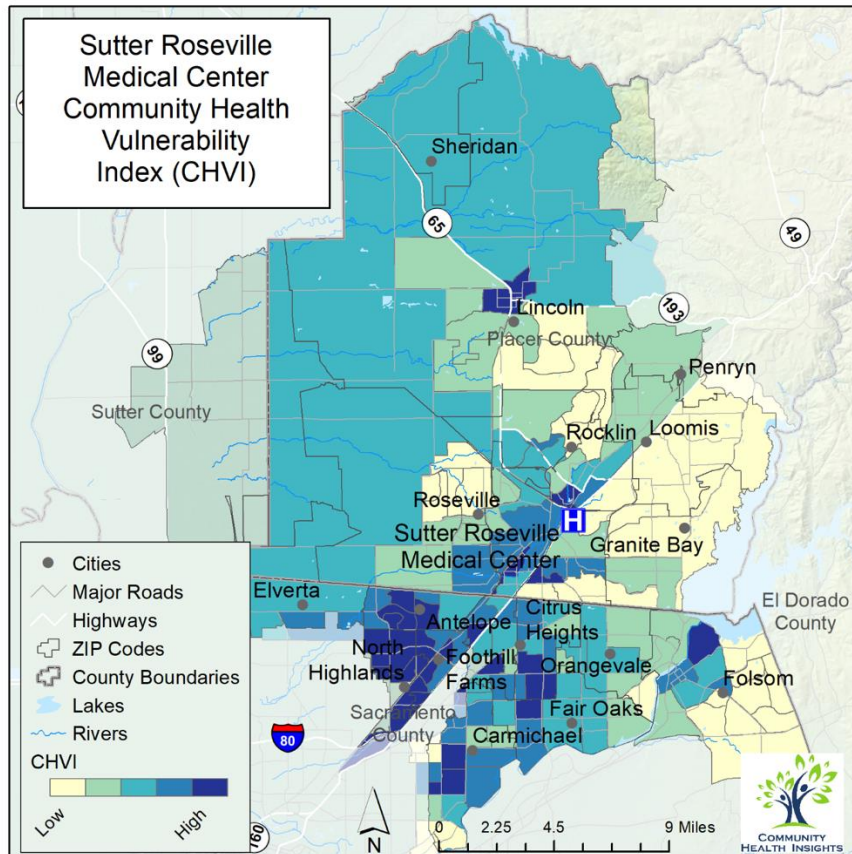 Sutter Roseville
Medical Center
Community Health
Vulnerability
Index (CHVI)
Sheridan
65
49
Lincoln
193
Placer County
99
Penryn
Sutter County
Rocklin
Loomis
Roseville
H
Sutter Roseville
Medical Center
Granite Bay
Elverta
El Dorado
County
Antelope
Citrus
Heights
North
Highlands
Foothill
Farms
Orangevale
Folsom
Sacramento
County
Fair Oaks
80
Carmichael
160
Cities
Major Roads
Highways
ZIP Codes
County Boundaries
Lakes
Rivers
CHVI
Low
High
N
0 2.25 4.5 9 Miles
COMMUNITY
HEALTH INSIGHTS